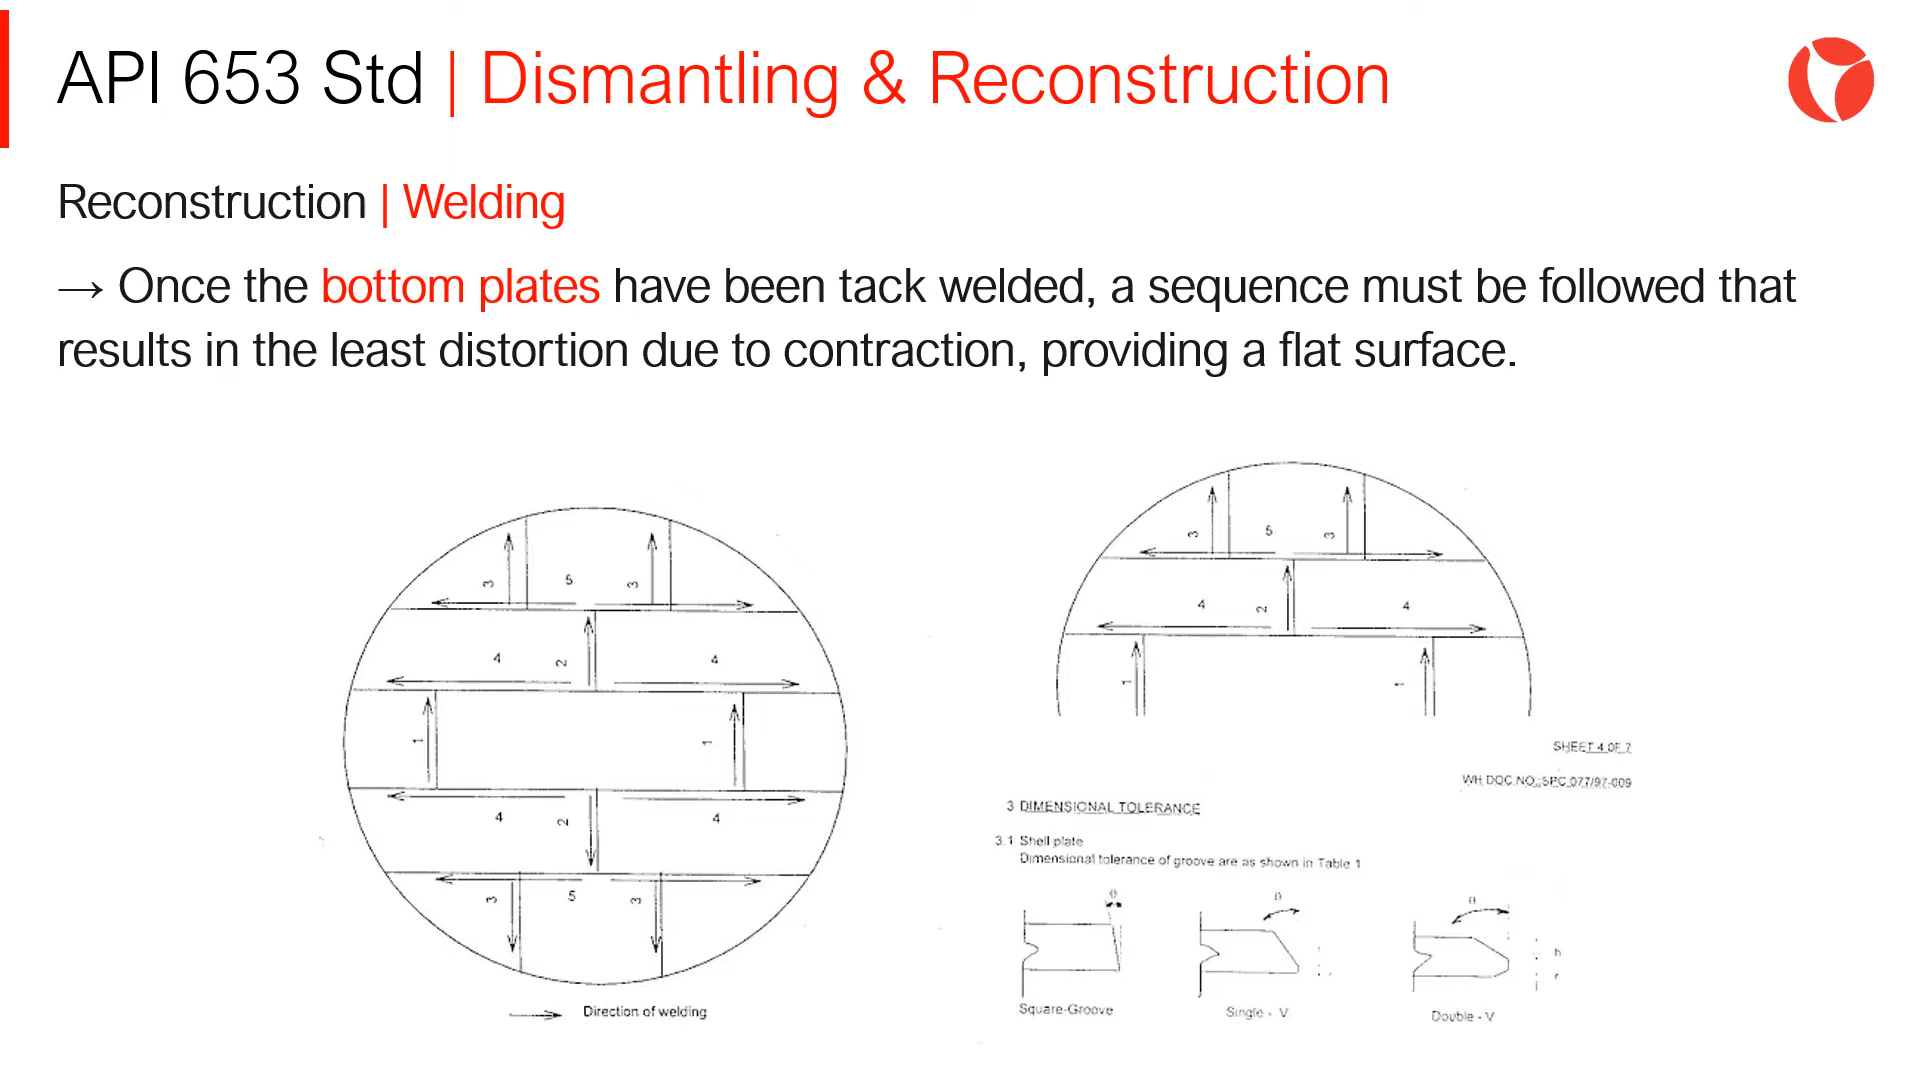 API 653 Std | Dismantling & Reconstruction
Reconstruction | Welding
→ Once the bottom plates have been tack welded, a sequence must be followed that
results in the least distortion due to contraction, providing a flat surface.
3 5 3
4 2 4
1 1
4 2 4
3 5 3
Direction of welding
3 5 3
4 2 4
1 1
SHEET 4 OF 7
WH DOC NO.:SPC 077/97-009
3 DIMENSIONAL TOLERANCE
3.1 Shell plate
Dimensional tolerance of groove are as shown in Table 1
θ θ θ
h
r
Square-Groove
Single - V
Double - V